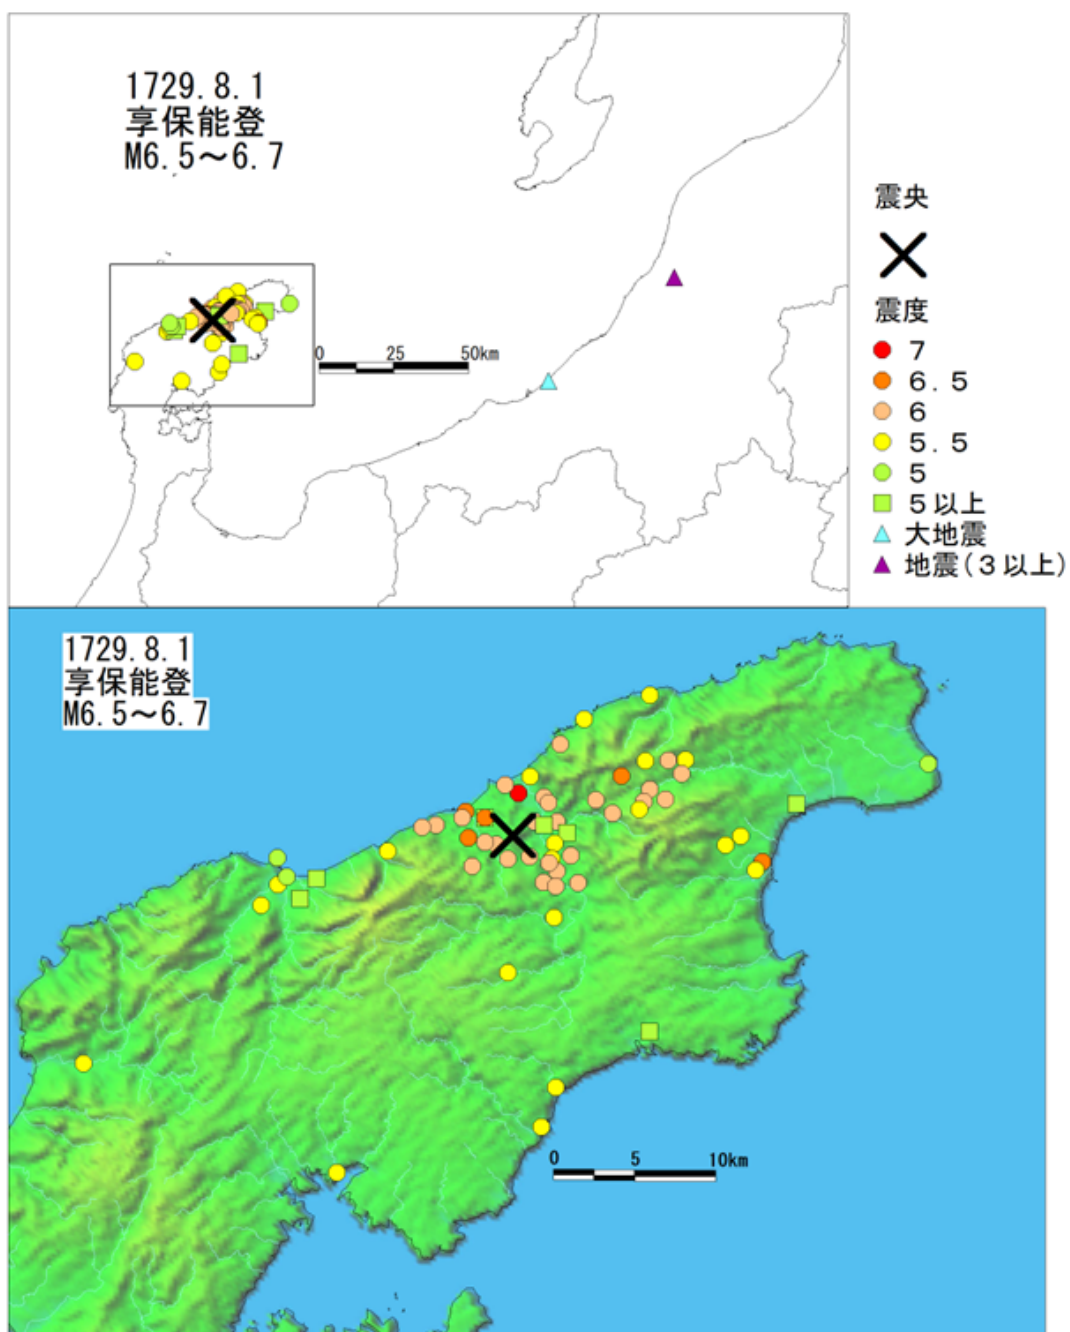 1729.8.1
享保能登
M6.5～6.7
0 25 50km
震央
震度
7
６．５
６
５．５
５
５以上
大地震
地震(３以上)
1729.8.1
享保能登
M6.5～6.7
0 5 10km